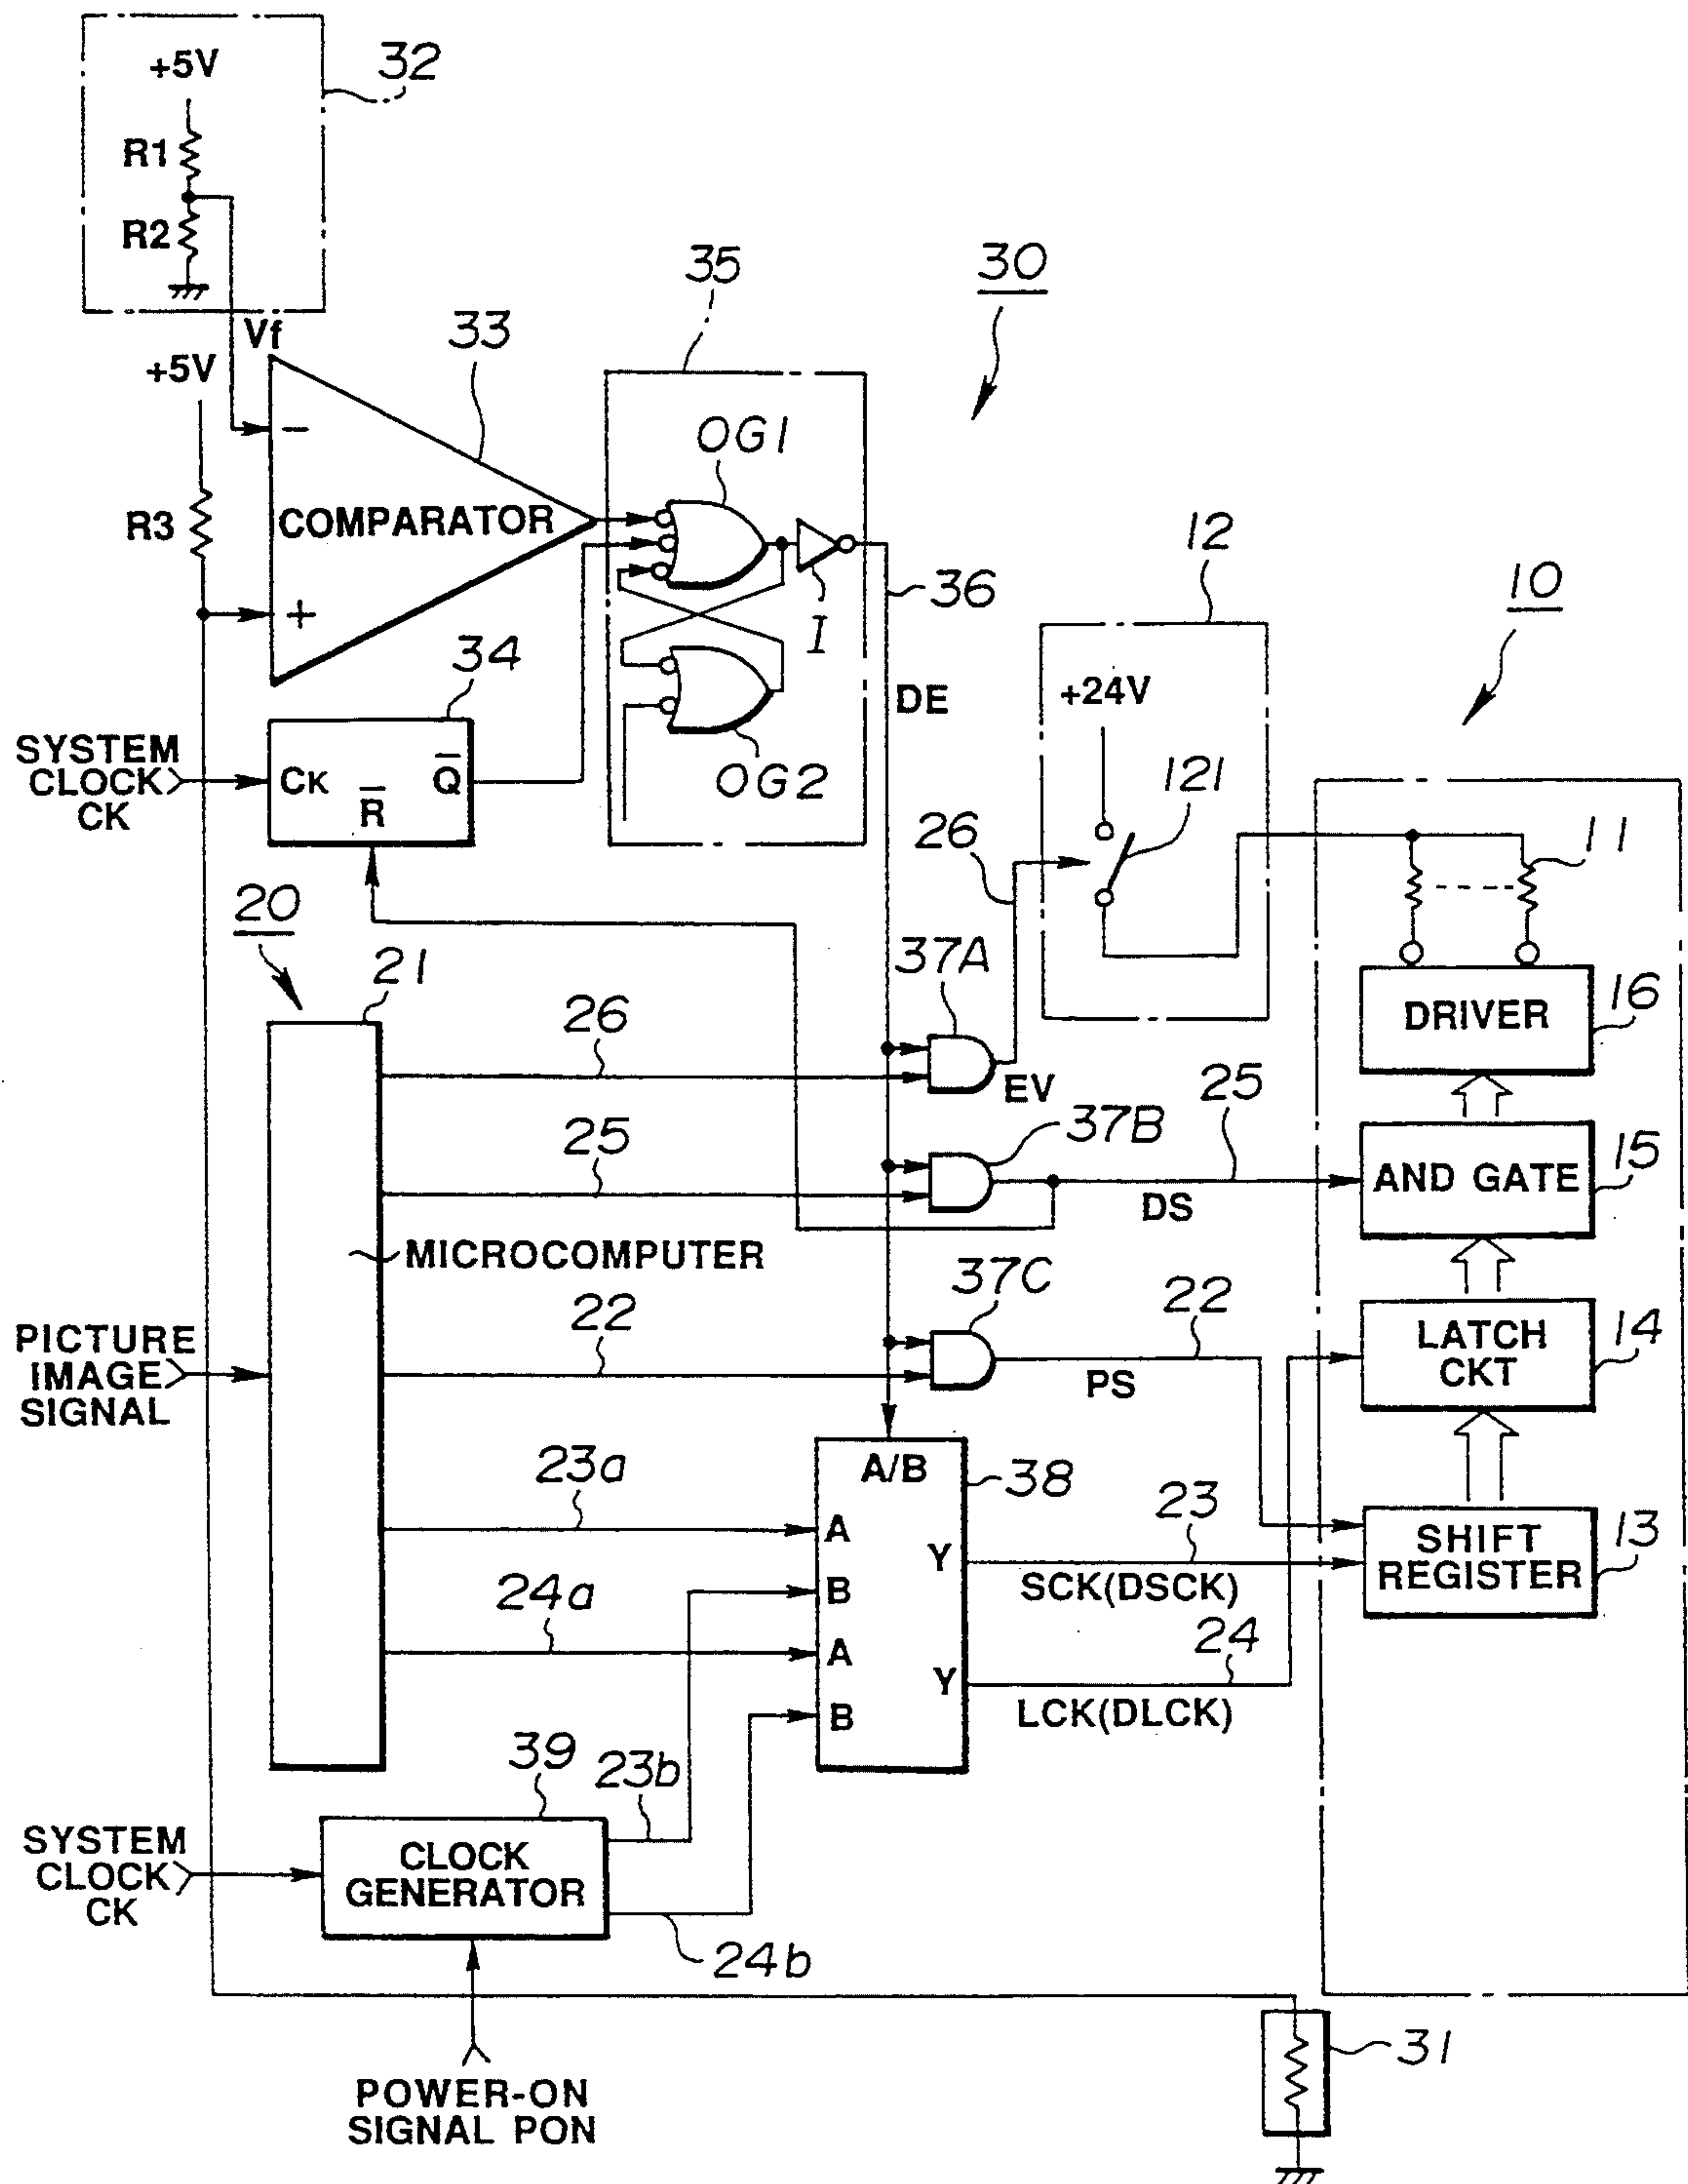 +5V
32
R1
R2
Vf
+5V
33
35
30
OG1
−
COMPARATOR
R3
+
12
I
36
10
34
DE
+24V
SYSTEM
CLOCK
CK
CK
Q̅
R̅
OG2
121
26
11
20
21
37A
DRIVER
16
26
EV
25
25
37B
AND GATE
15
DS
MICROCOMPUTER
37C
22
22
LATCH
CKT
14
PICTURE
IMAGE
SIGNAL
PS
A/B
38
23a
23
A
Y
SHIFT
REGISTER
13
SCK(DSCK)
B
24a
24
A
Y
B
LCK(DLCK)
39
23b
SYSTEM
CLOCK
CK
CLOCK
GENERATOR
24b
31
POWER-ON
SIGNAL PON